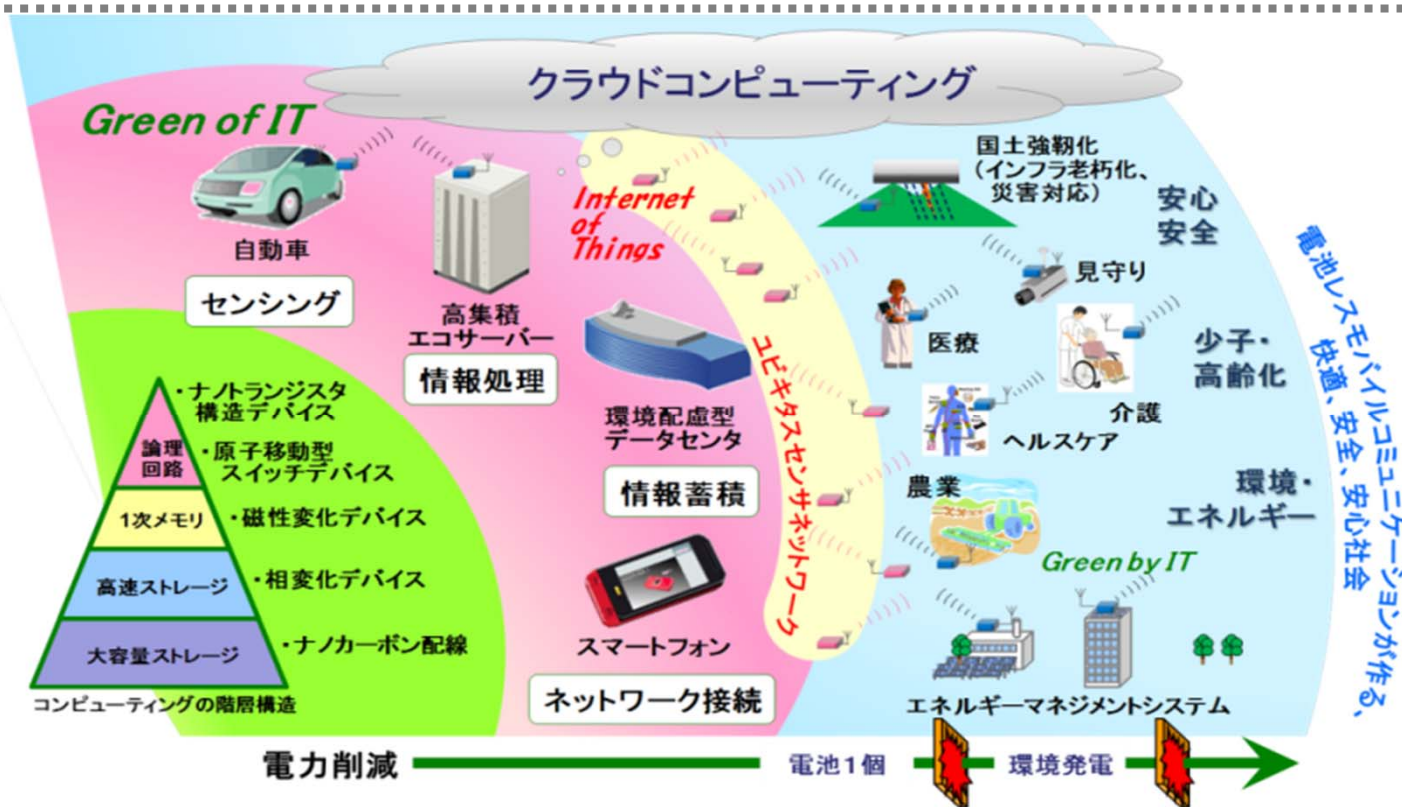 クラウドコンピューティング
Green of IT
自動車
センシング
高集積
エコサーバー
情報処理
Internet
of
Things
環境配慮型
データセンタ
情報蓄積
スマートフォン
ネットワーク接続
ユビキタスセンサネットワーク
国土強靭化
(インフラ老朽化、
災害対応)
安心
安全
見守り
医療
介護
少子・
高齢化
ヘルスケア
農業
環境・
エネルギー
Green by IT
エネルギーマネジメントシステム
電池レスモバイルコミュニケーションが作る、
快適、安全、安心社会
論理
回路
1次メモリ
高速ストレージ
大容量ストレージ
コンピューティングの階層構造
・ナノトランジスタ
構造デバイス
・原子移動型
スイッチデバイス
・磁性変化デバイス
・相変化デバイス
・ナノカーボン配線
電力削減
電池1個
環境発電